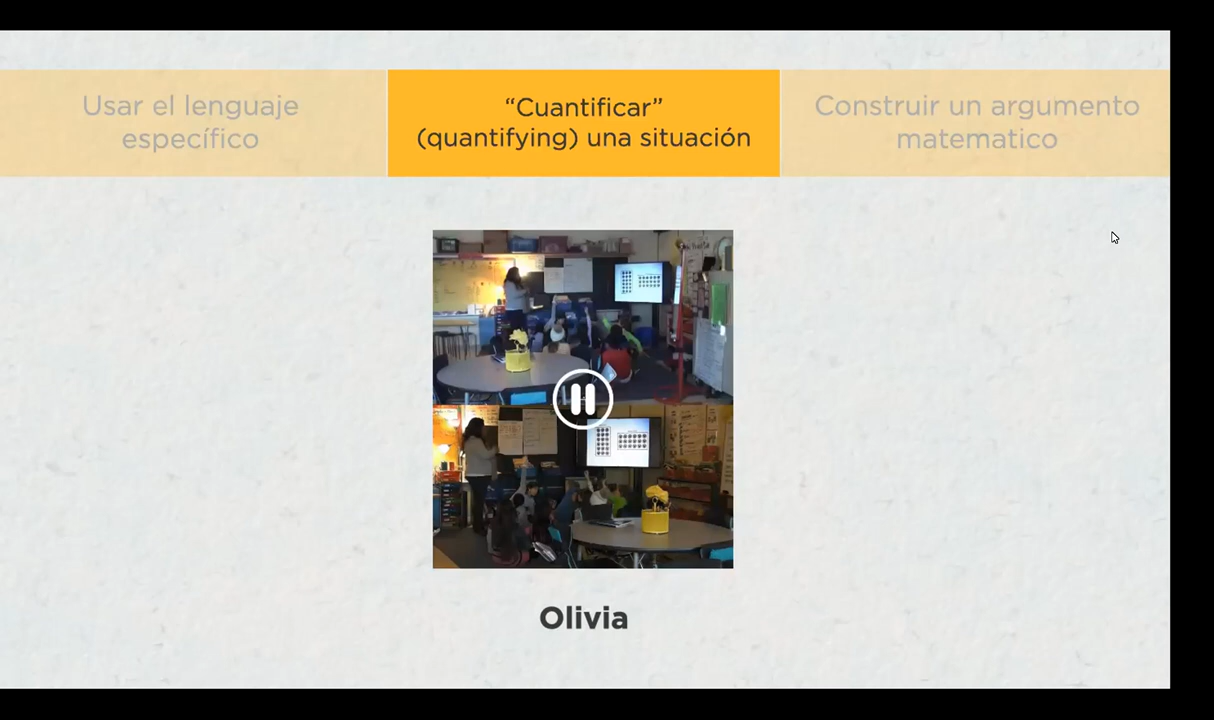 Usar el lenguaje
específico
“Cuantificar”
(quantifying) una situación
Construir un argumento
matematico
Olivia